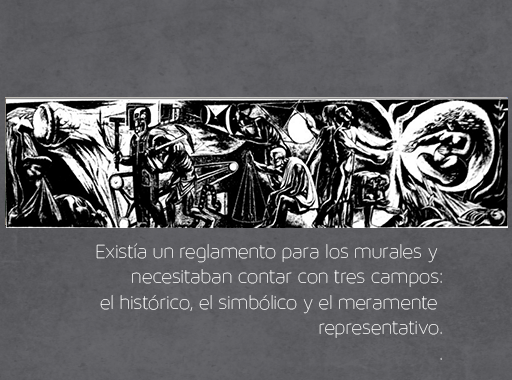 Existía un reglamento para los murales y
necesitaban contar con tres campos:
el histórico, el simbólico y el meramente
representativo.
.